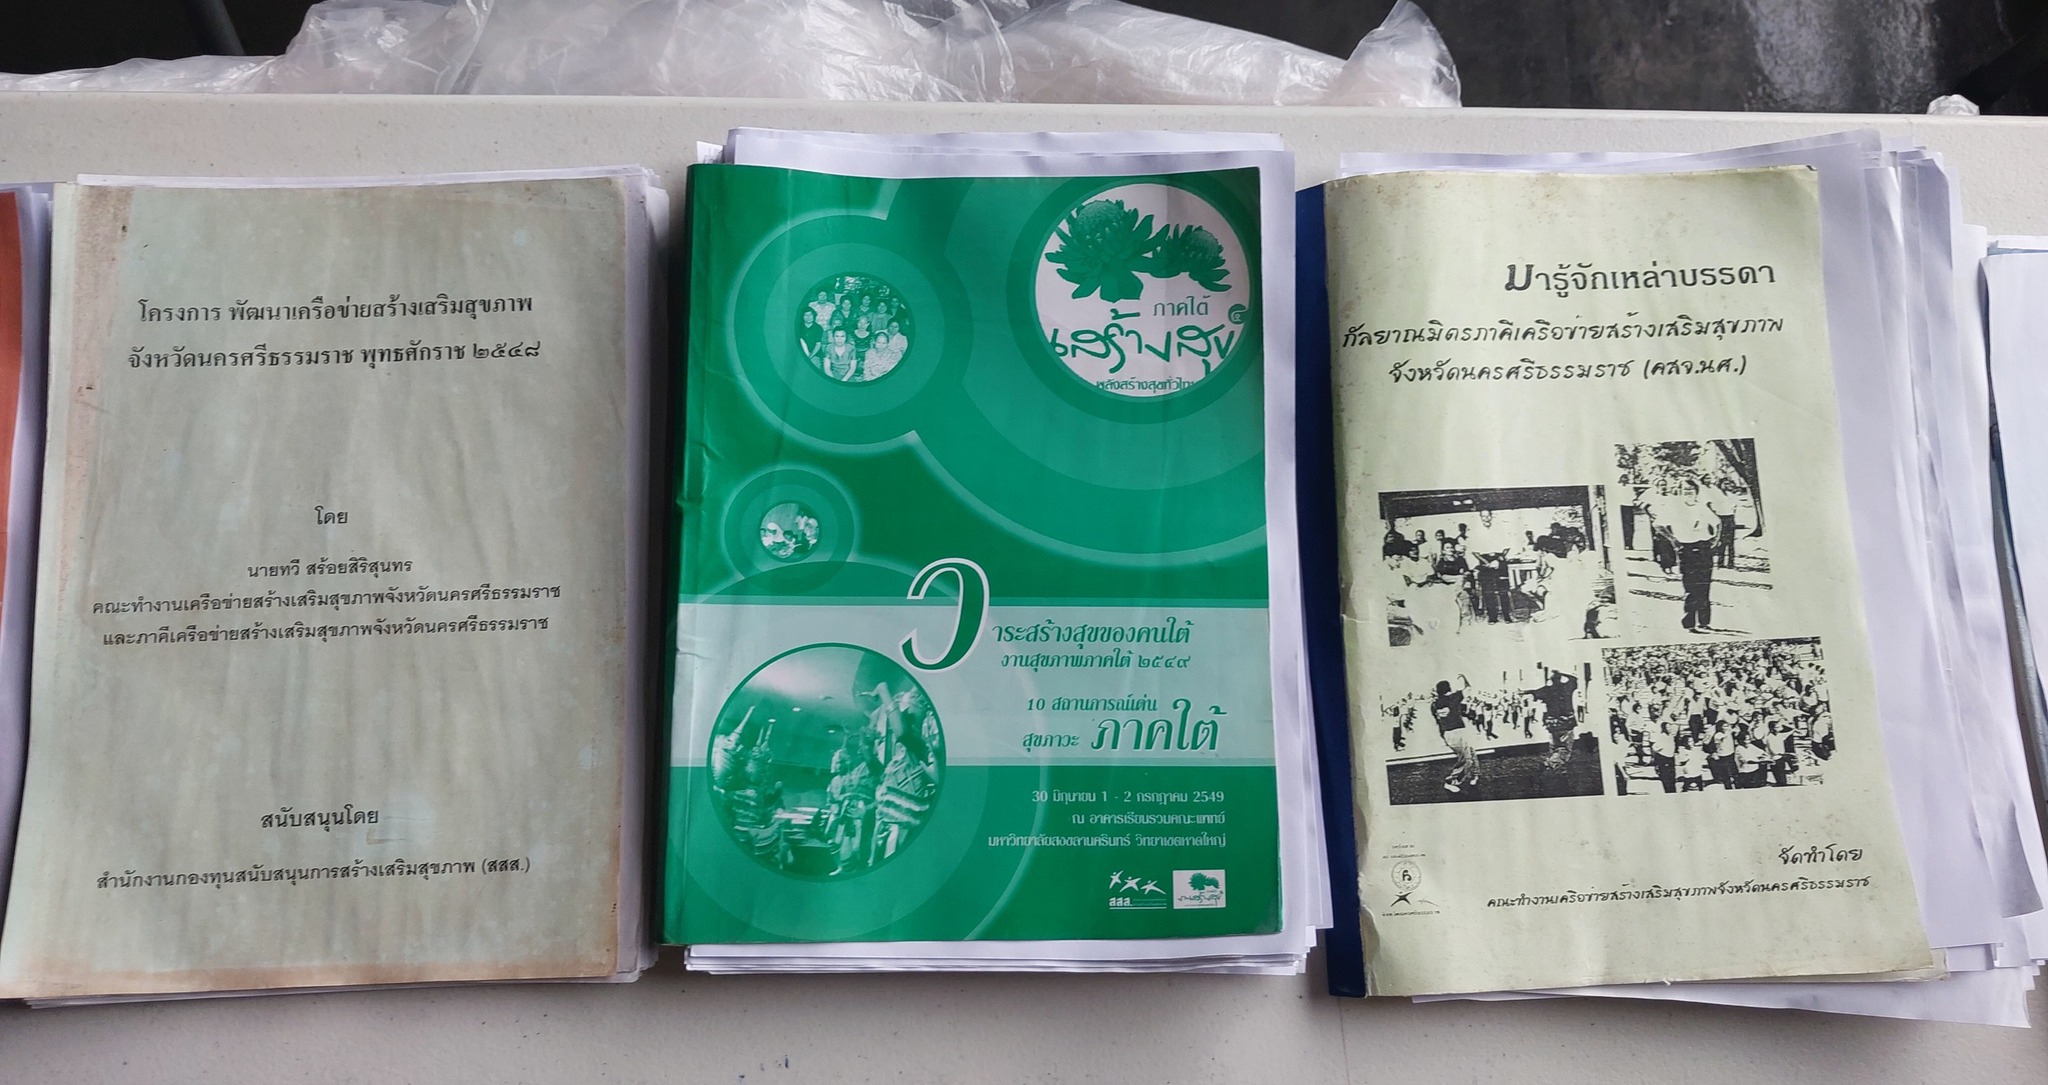 โครงการ พัฒนาเครือข่ายสร้างเสริมสุขภาพ
จังหวัดนครศรีธรรมราช พุทธศักราช ๒๕๔๘
โดย
นายทวี สร้อยสิริสุนทร
คณะทำงานเครือข่ายสร้างเสริมสุขภาพจังหวัดนครศรีธรรมราช
และภาคีเครือข่ายสร้างเสริมสุขภาพจังหวัดนครศรีธรรมราช
สนับสนุนโดย
สำนักงานกองทุนสนับสนุนการสร้างเสริมสุขภาพ (สสส.)
ภาคใต้
สร้างสุข
พลังสร้างสุขทั่วไทย
วาระสร้างสุขของคนใต้
งานสุขภาพภาคใต้ ๒๕๔๙
10 สถานการณ์เด่น
สุขภาวะ ภาคใต้
30 มิถุนายน 1 - 2 กรกฎาคม 2549
ณ อาคารเรียนรวมคณะแพทย์
มหาวิทยาลัยสงขลานครินทร์ วิทยาเขตหาดใหญ่
สสส.
มารู้จักเหล่าบรรดา
กัลยาณมิตรภาคีเครือข่ายสร้างเสริมสุขภาพ
จังหวัดนครศรีธรรมราช (คสจ.นศ.)
จัดทำโดย
คณะทำงานเครือข่ายสร้างเสริมสุขภาพจังหวัดนครศรีธรรมราช